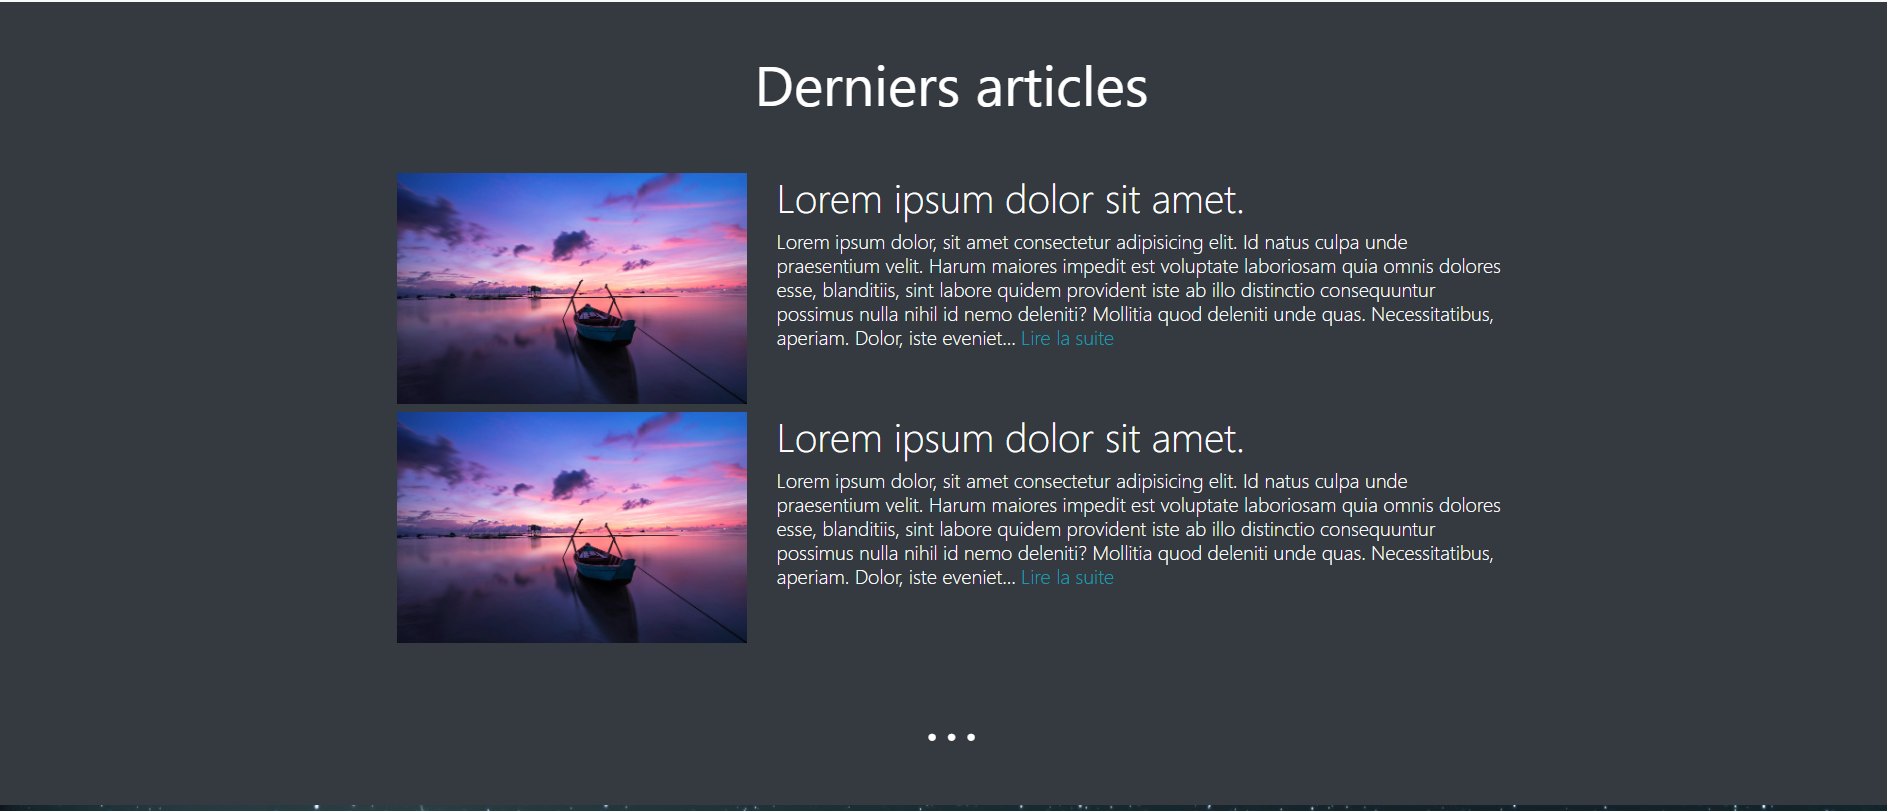 Derniers articles
Lorem ipsum dolor sit amet.
Lorem ipsum dolor, sit amet consectetur adipisicing elit. Id natus culpa unde
praesentium velit. Harum maiores impedit est voluptate laboriosam quia omnis dolores
esse, blanditiis, sint labore quidem provident iste ab illo distinctio consequuntur
possimus nulla nihil id nemo deleniti? Mollitia quod deleniti unde quas. Necessitatibus,
aperiam. Dolor, iste eveniet... Lire la suite
Lorem ipsum dolor sit amet.
Lorem ipsum dolor, sit amet consectetur adipisicing elit. Id natus culpa unde
praesentium velit. Harum maiores impedit est voluptate laboriosam quia omnis dolores
esse, blanditiis, sint labore quidem provident iste ab illo distinctio consequuntur
possimus nulla nihil id nemo deleniti? Mollitia quod deleniti unde quas. Necessitatibus,
aperiam. Dolor, iste eveniet... Lire la suite
...